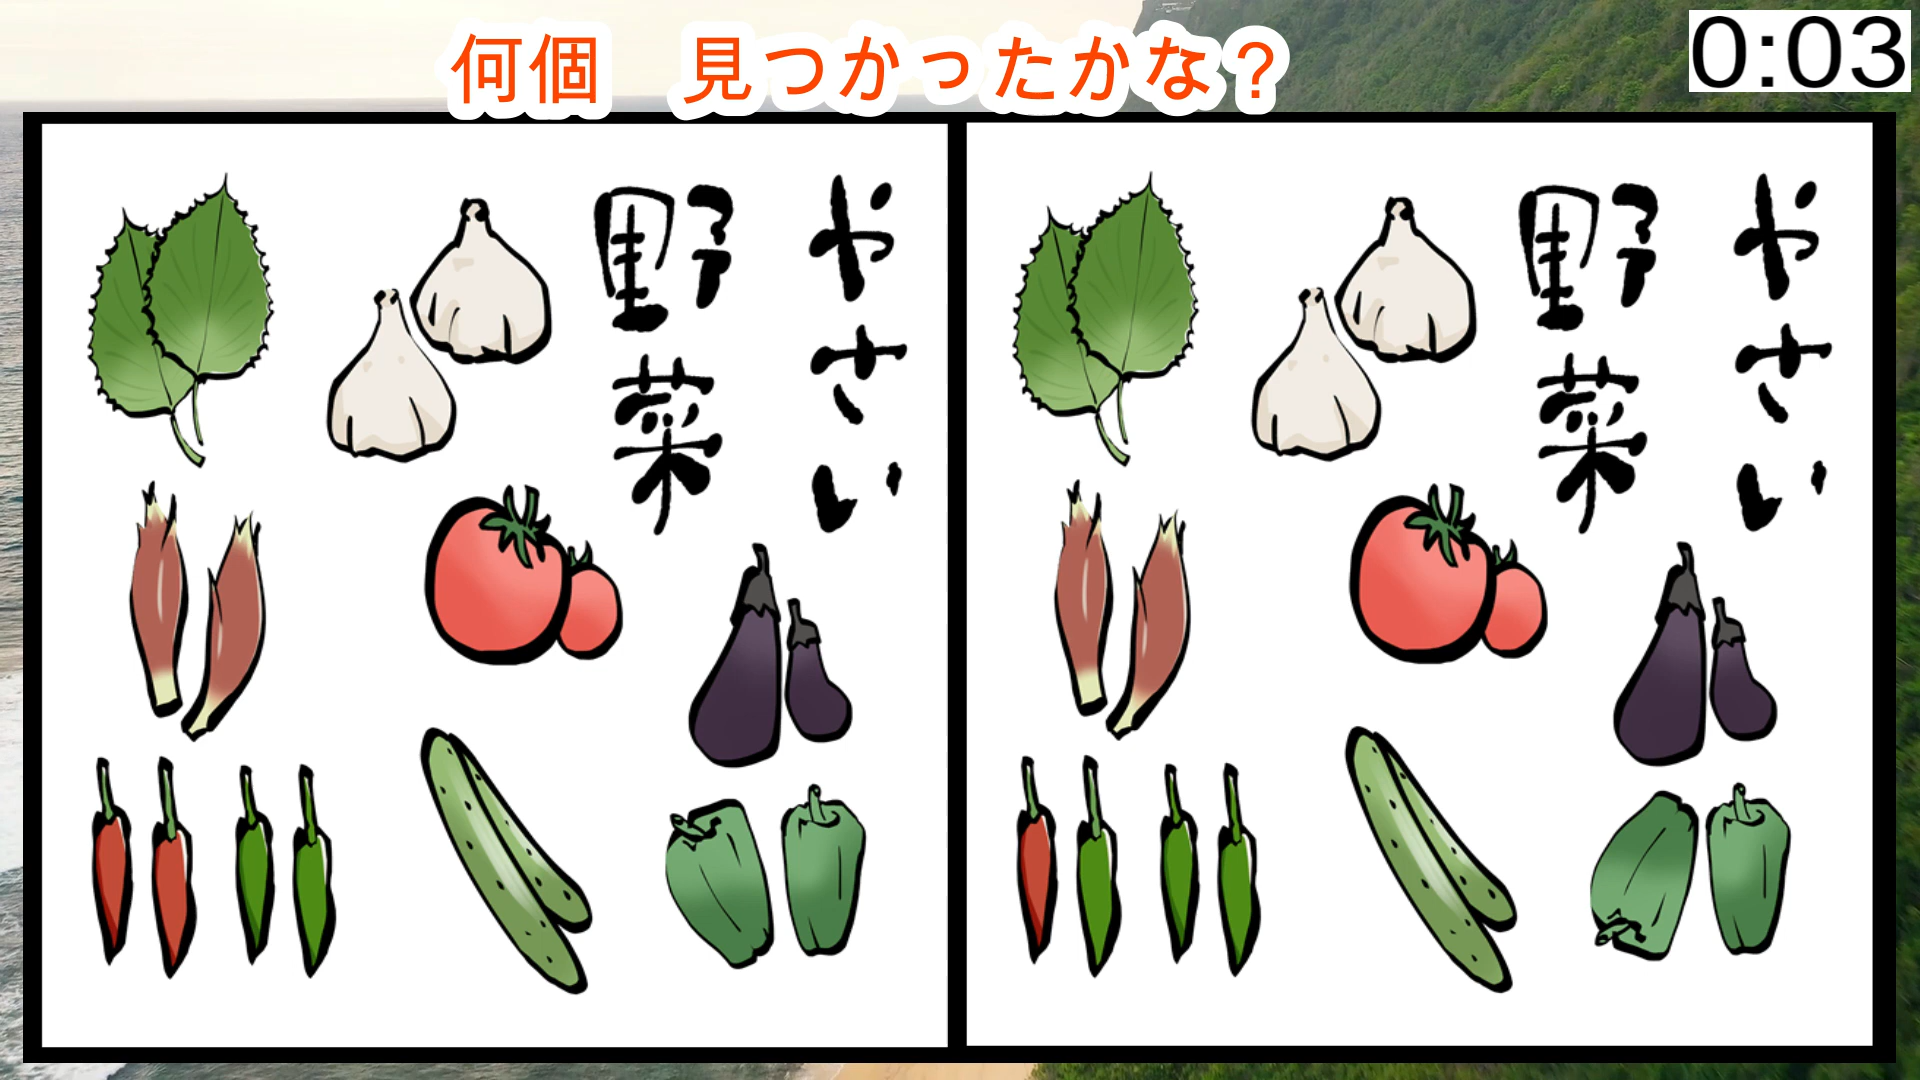 何個　見つかったかな？
0:03
やさい
野菜
やさい
野菜